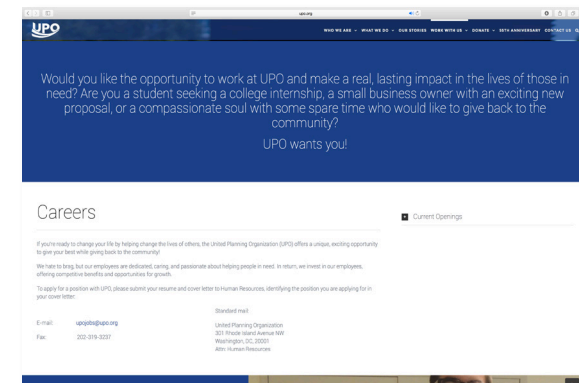 upo.org
UPO
WHO WE ARE WHAT WE DO OUR STORIES WORK WITH US DONATE 55TH ANNIVERSARY CONTACT US
Would you like the opportunity to work at UPO and make a real, lasting impact in the lives of those in
need? Are you a student seeking a college internship, a small business owner with an exciting new
proposal, or a compassionate soul with some spare time who would like to give back to the
community?
UPO wants you!
Careers
Current Openings
If you're ready to change your life by helping change the lives of others, the United Planning Organization (UPO) offers a unique, exciting opportunity
to give your best while giving back to the community!
We hate to brag, but our employees are dedicated, caring, and passionate about helping people in need. In return, we invest in our employees,
offering competitive benefits and opportunities for growth.
To apply for a position with UPO, please submit your resume and cover letter to Human Resources, identifying the position you are applying for in
your cover letter.
Standard mail:
E-mail: upojobs@upo.org
United Planning Organization
Fax: 202-319-3237
301 Rhode Island Avenue NW
Washington, DC, 20001
Attn: Human Resources